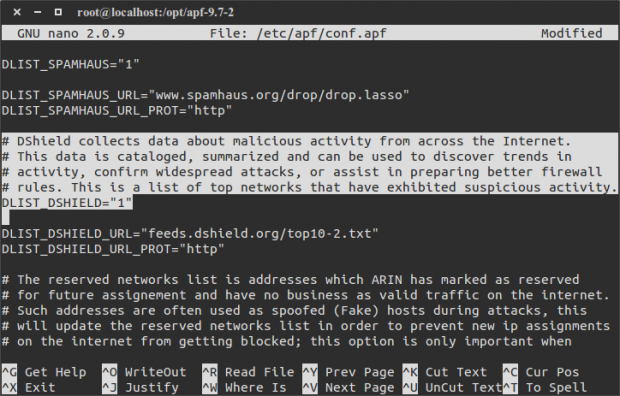 root@localhost:/opt/apf-9.7-2
GNU nano 2.0.9 File: /etc/apf/conf.apf Modified
DLIST_SPAMHAUS="1"
DLIST_SPAMHAUS_URL="www.spamhaus.org/drop/drop.lasso"
DLIST_SPAMHAUS_URL_PROT="http"
# DShield collects data about malicious activity from across the Internet.
# This data is cataloged, summarized and can be used to discover trends in
# activity, confirm widespread attacks, or assist in preparing better firewall
# rules. This is a list of top networks that have exhibited suspicious activity.
DLIST_DSHIELD="1"
DLIST_DSHIELD_URL="feeds.dshield.org/top10-2.txt"
DLIST_DSHIELD_URL_PROT="http"
# The reserved networks list is addresses which ARIN has marked as reserved
# for future assignement and have no business as valid traffic on the internet.
# Such addresses are often used as spoofed (Fake) hosts during attacks, this
# will update the reserved networks list in order to prevent new ip assignments
# on the internet from getting blocked; this option is only important when
^G Get Help ^O WriteOut ^R Read File ^Y Prev Page ^K Cut Text ^C Cur Pos
^X Exit ^J Justify ^W Where Is ^V Next Page ^U UnCut Text ^T To Spell